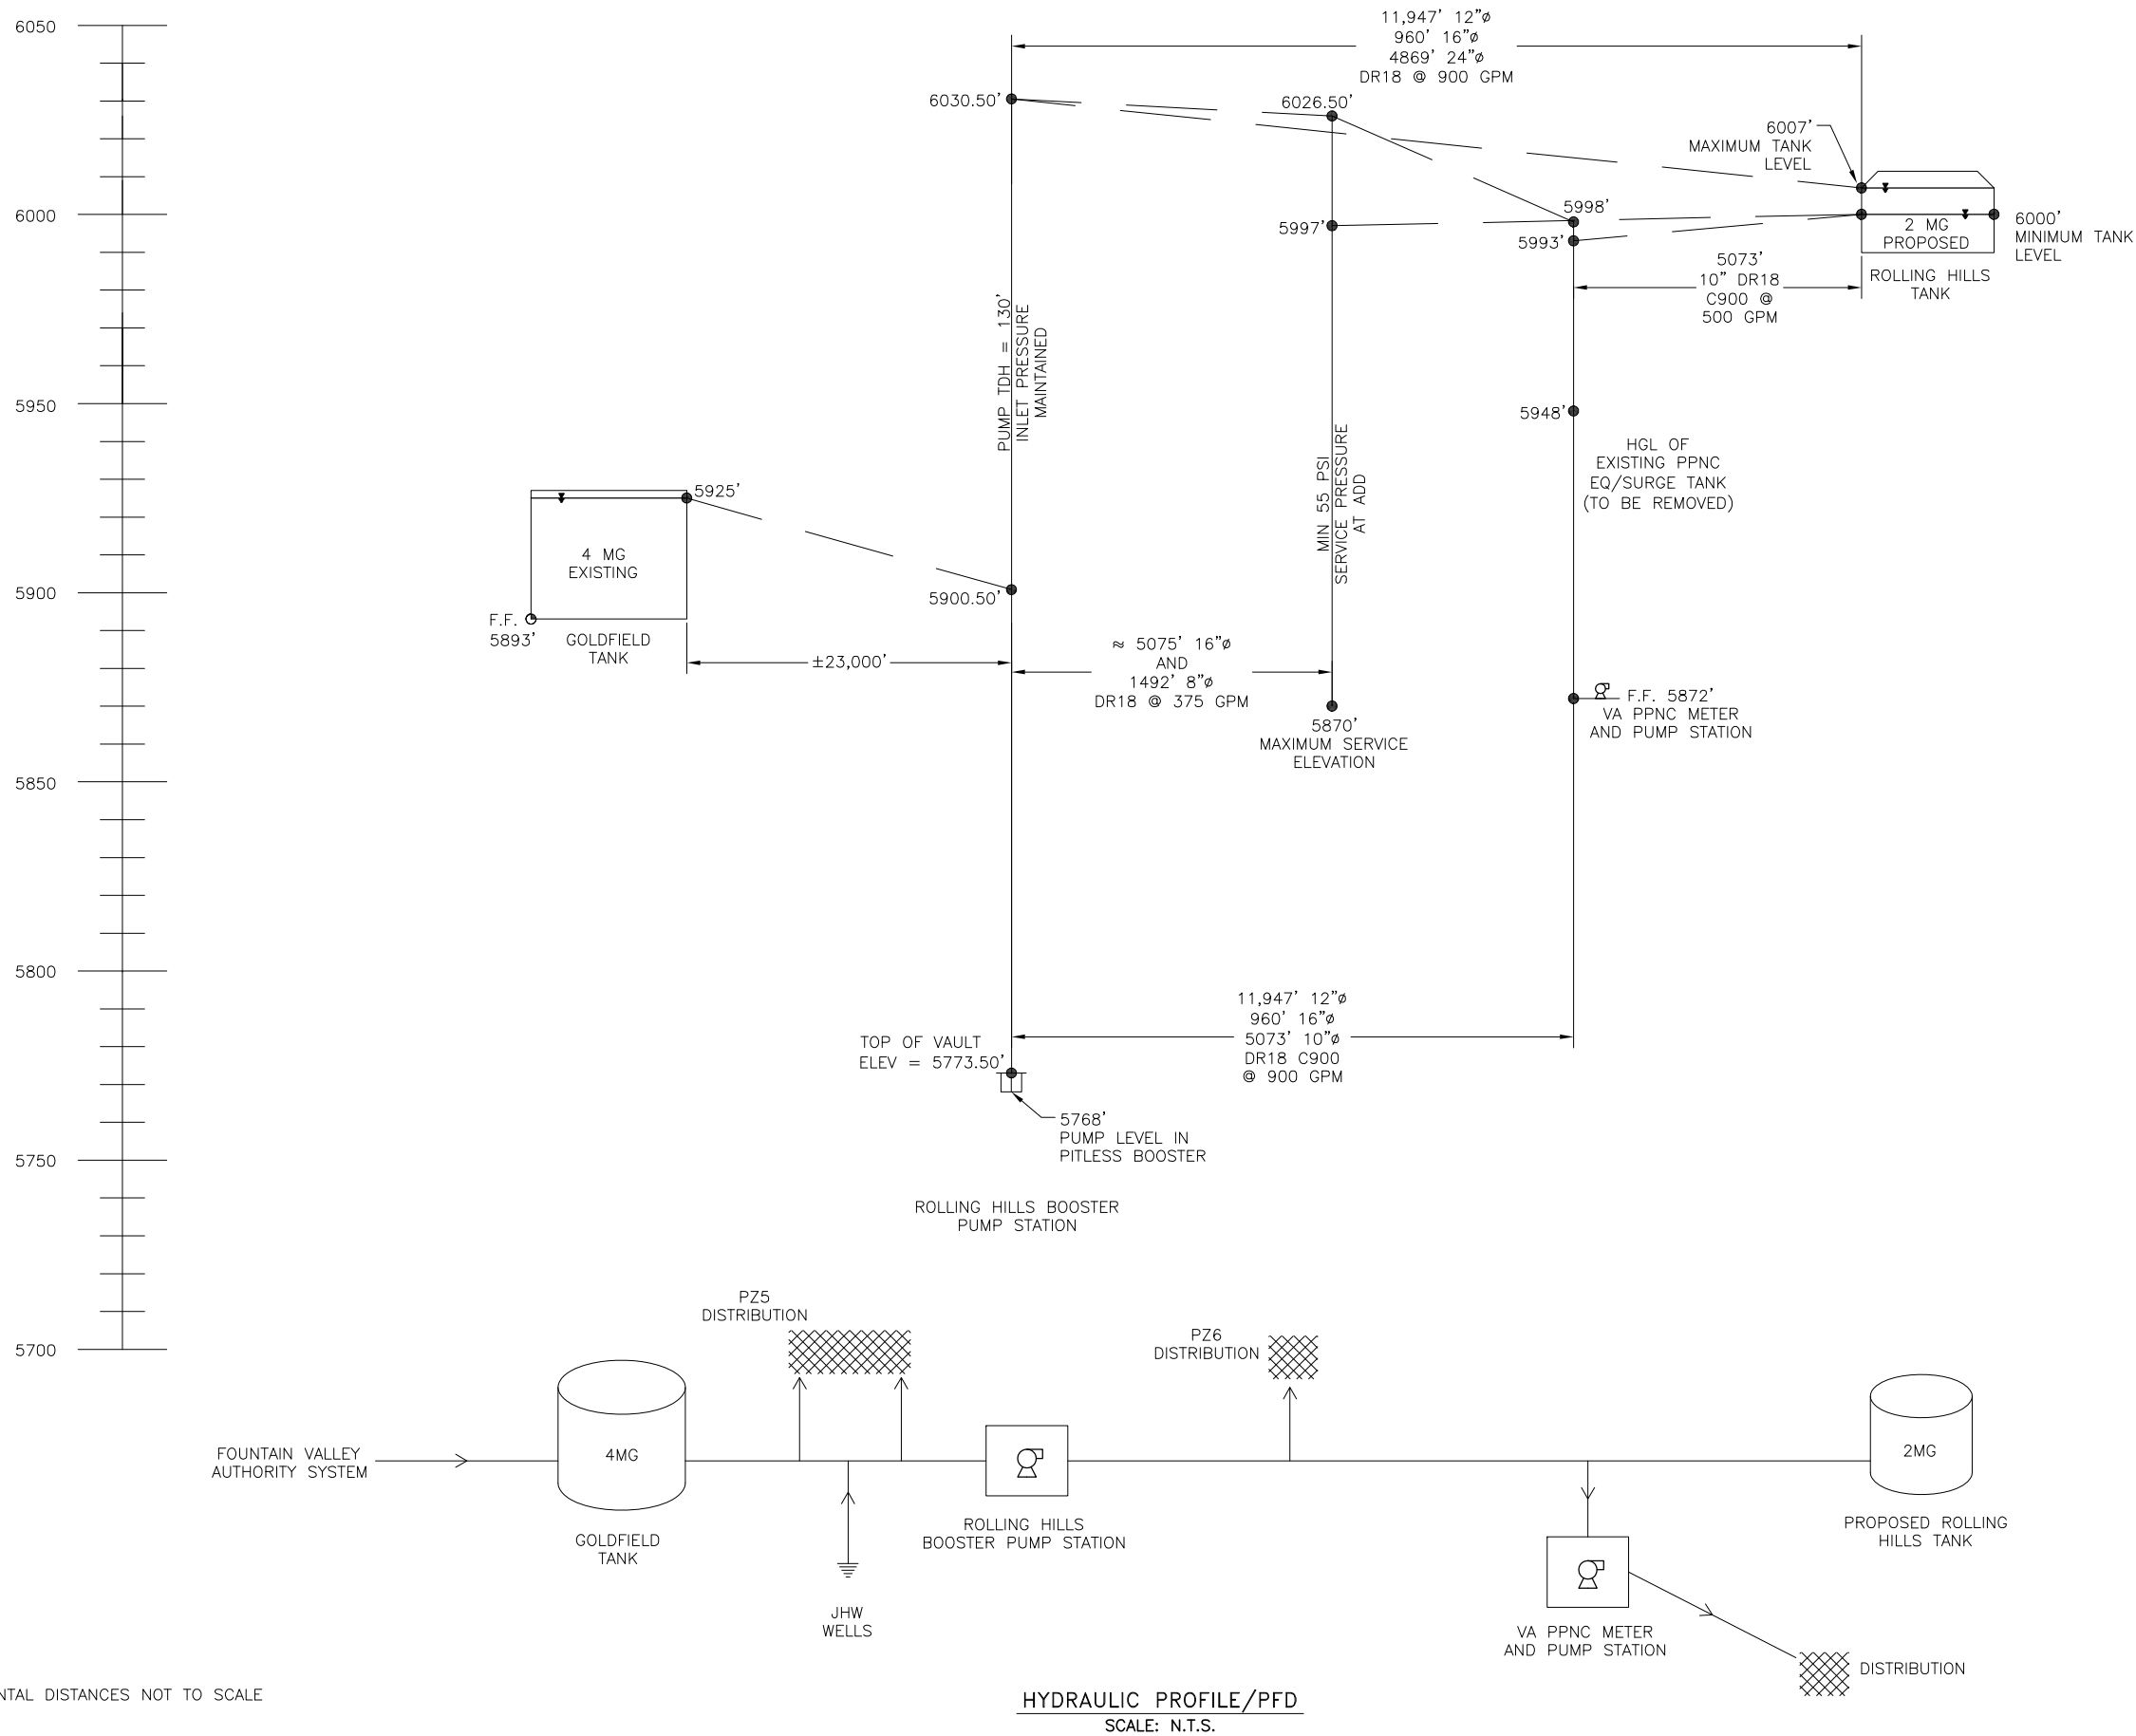 6050
6000
5950
5900
5850
5800
5750
5700
11,947' 12"ø
960' 16"ø
4869' 24"ø
DR18 @ 900 GPM
6030.50'
6026.50'
6007'
MAXIMUM TANK
LEVEL
5998'
5997'
5993'
2 MG
PROPOSED
6000'
MINIMUM TANK
LEVEL
ROLLING HILLS
TANK
5073'
10" DR18
C900 @
500 GPM
PUMP TDH = 130'
INLET PRESSURE
MAINTAINED
MIN 55 PSI
SERVICE PRESSURE
AT ADD
5948'
HGL OF
EXISTING PPNC
EQ/SURGE TANK
(TO BE REMOVED)
5925'
4 MG
EXISTING
F.F.
5893'
GOLDFIELD
TANK
5900.50'
±23,000'
≈ 5075' 16"ø
AND
1492' 8"ø
DR18 @ 375 GPM
5870'
MAXIMUM SERVICE
ELEVATION
F.F. 5872'
VA PPNC METER
AND PUMP STATION
11,947' 12"ø
960' 16"ø
5073' 10"ø
DR18 C900
@ 900 GPM
TOP OF VAULT
ELEV = 5773.50'
5768'
PUMP LEVEL IN
PITLESS BOOSTER
ROLLING HILLS BOOSTER
PUMP STATION
PZ5
DISTRIBUTION
PZ6
DISTRIBUTION
FOUNTAIN VALLEY
AUTHORITY SYSTEM
4MG
GOLDFIELD
TANK
JHW
WELLS
ROLLING HILLS
BOOSTER PUMP STATION
2MG
PROPOSED ROLLING
HILLS TANK
VA PPNC METER
AND PUMP STATION
DISTRIBUTION
DISTANCES NOT TO SCALE
HYDRAULIC PROFILE/PFD
SCALE: N.T.S.